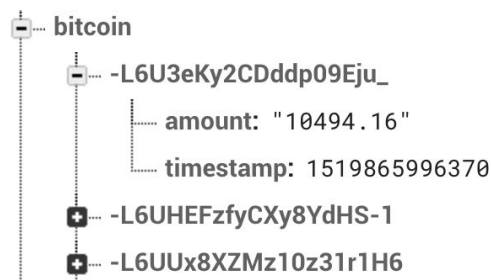 bitcoin
-L6U3eKy2CDddp09Eju_
amount: "10494.16"
timestamp: 1519865996370
-L6UHEFzfyCXy8YdHS-1
-L6UUx8XZMz10z31r1H6